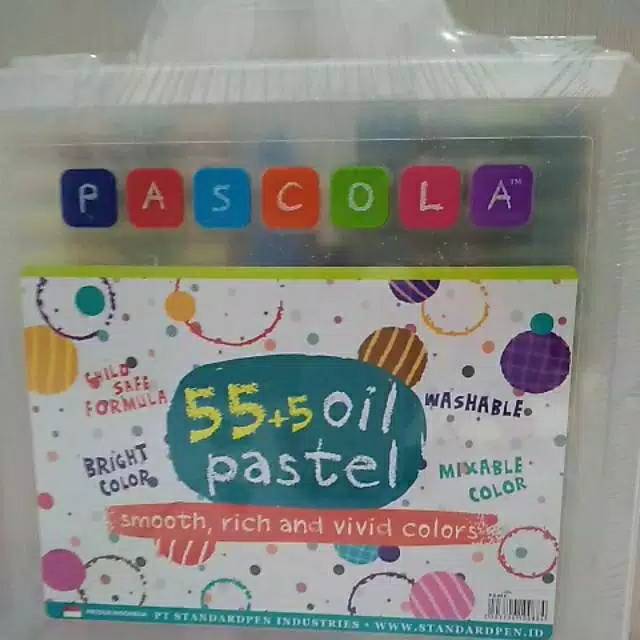 PASCOLA™
CHILD
SAFE
FORMULA
55+5 oil
pastel
WASHABLE
BRIGHT
COLOR
MIXABLE
COLOR
smooth, rich and vivid colors
PRODUK INDONESIA PT STANDARDPEN INDUSTRIES • WWW.STANDARDPEN.ID